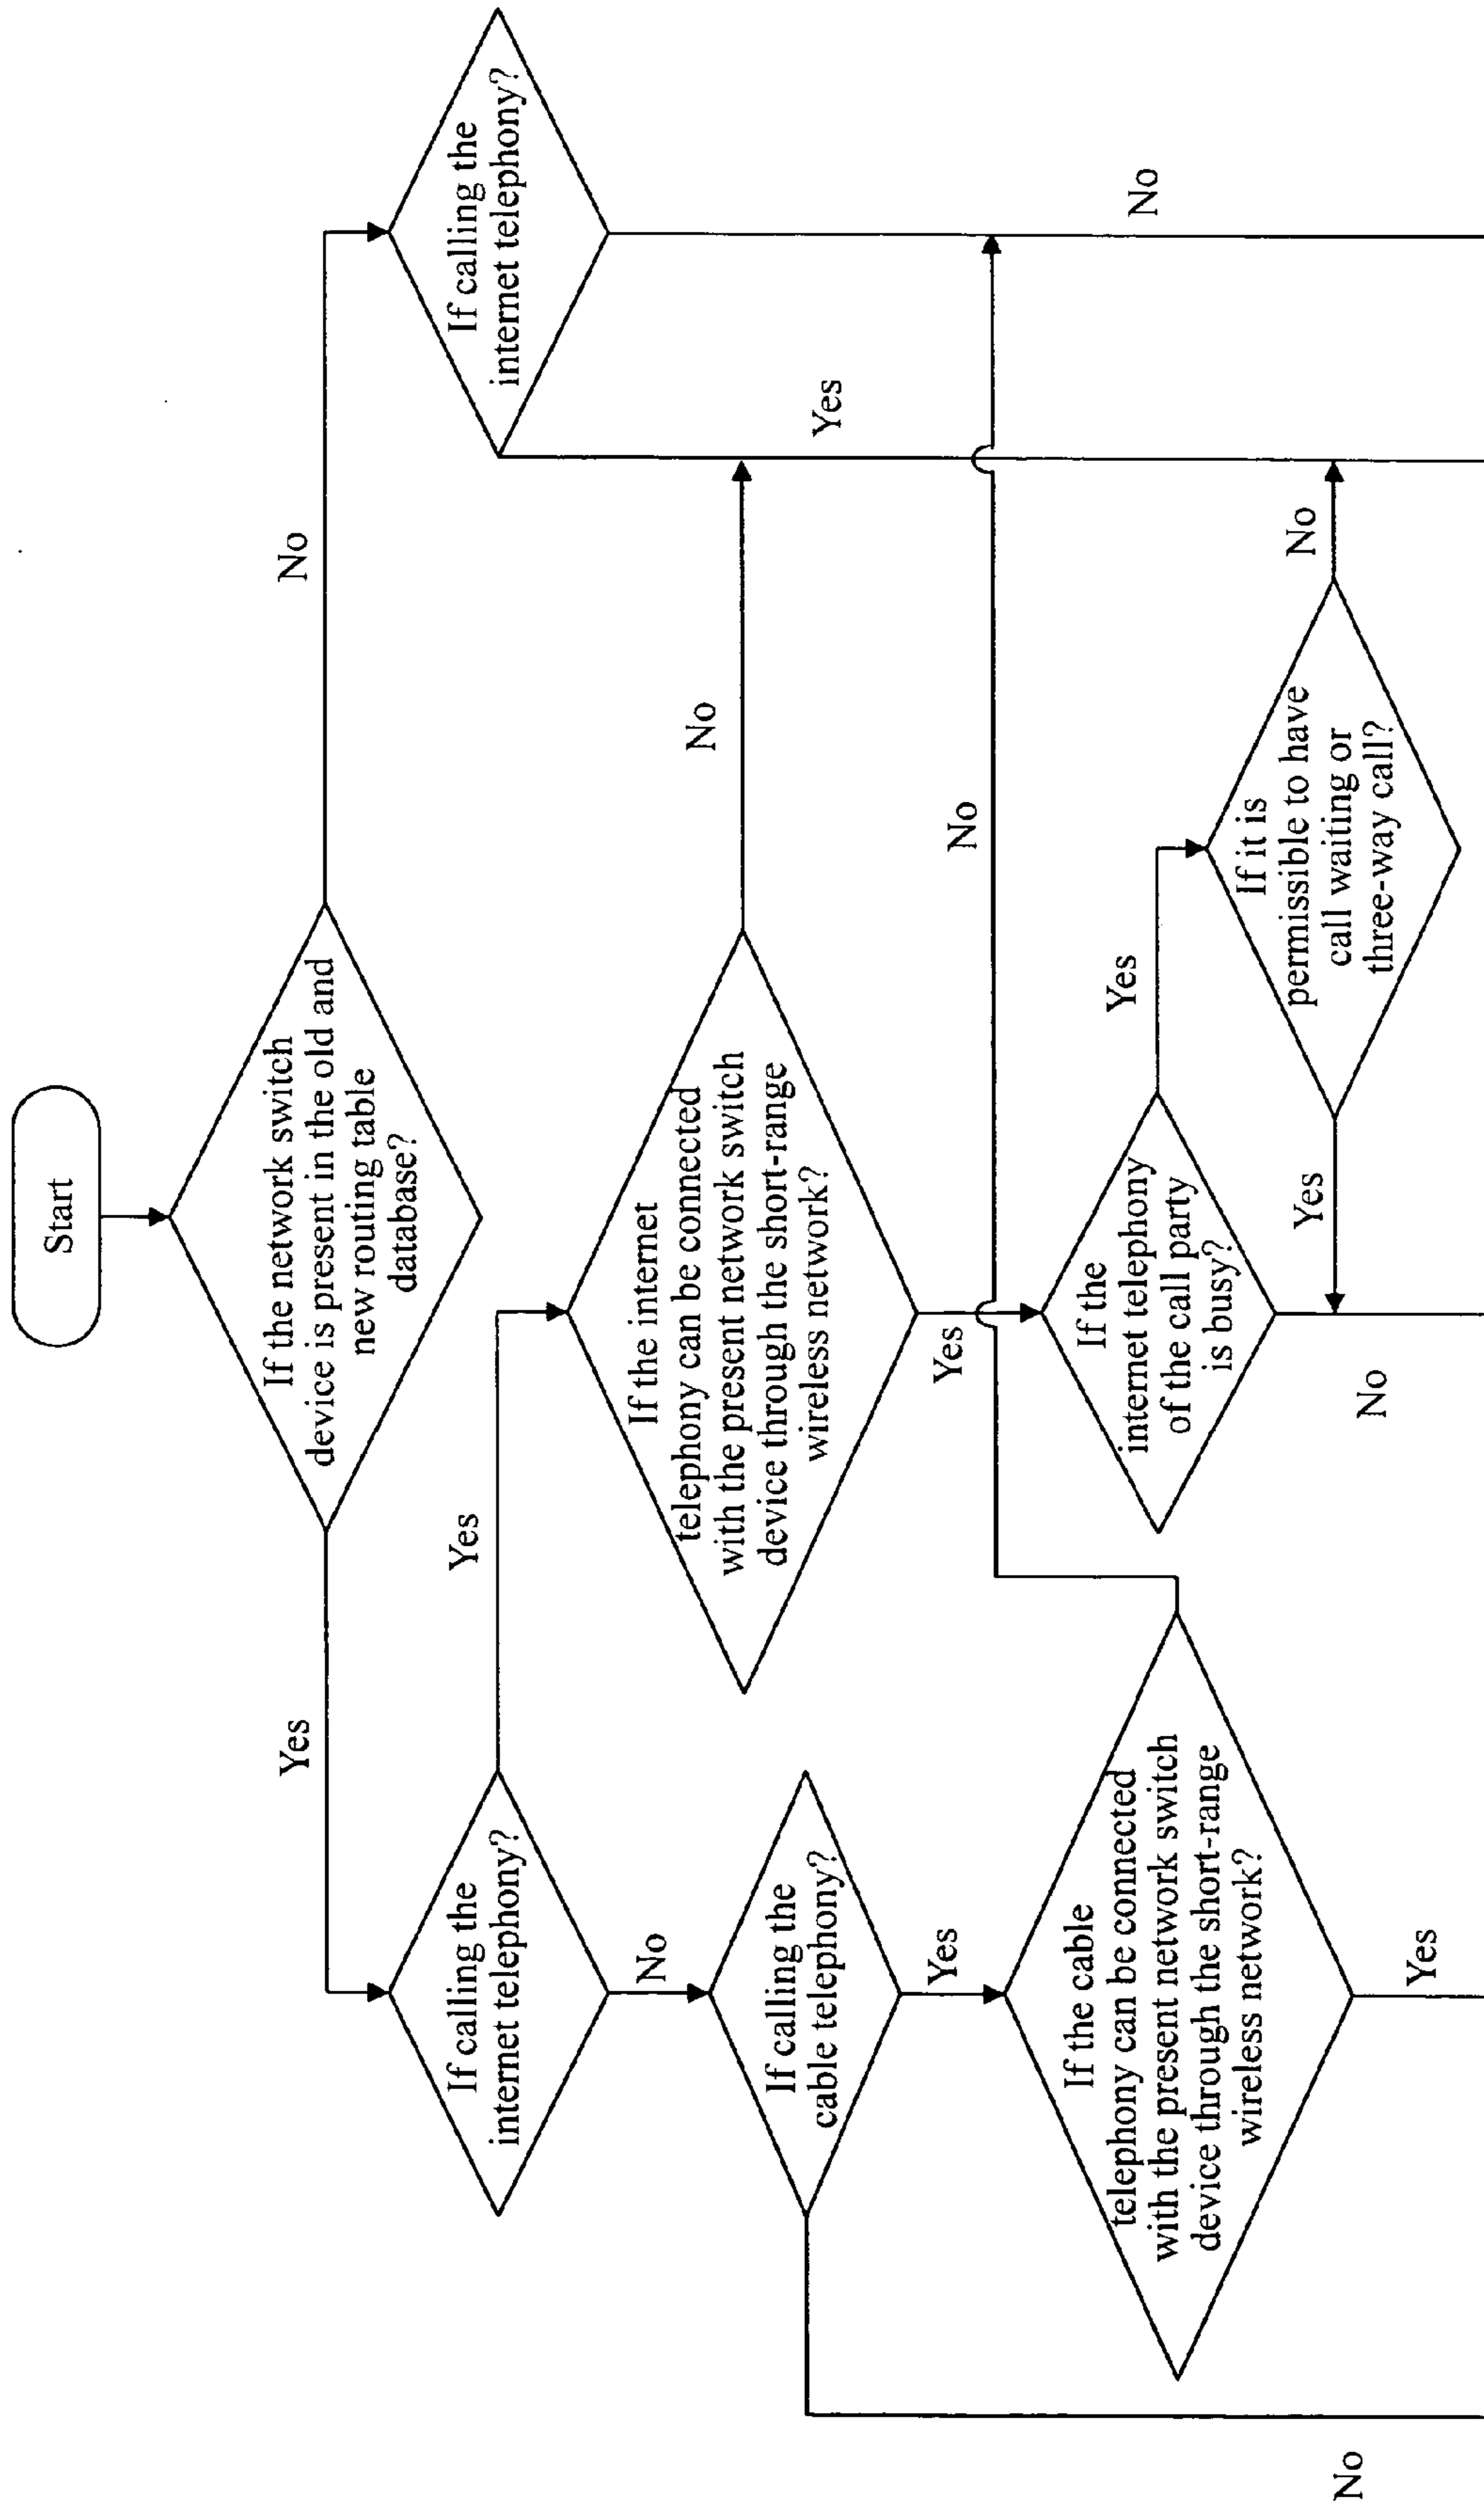 Start
If the network switch
device is present in the old and
new routing table
database?
Yes
No
If calling the
internet telephony?
Yes
No
If calling the
internet telephony?
Yes
No
If the internet
telephony can be connected
with the present network switch
device through the short-range
wireless network?
No
Yes
If calling the
cable telephony?
Yes
No
If the cable
telephony can be connected
with the present network switch
device through the short-range
wireless network?
No
Yes
If the
internet telephony
of the call party
is busy?
Yes
No
If it is
permissible to have
call waiting or
three-way call?
Yes
No